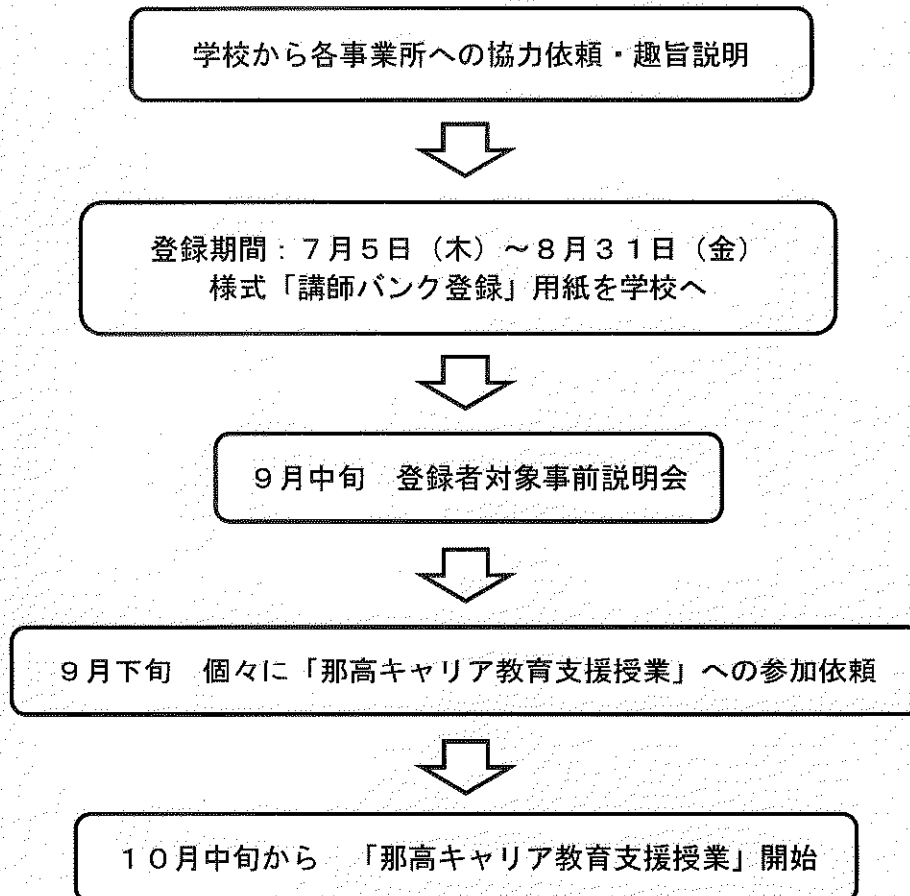 学校から各事業所への協力依頼・趣旨説明
登録期間：７月５日（木）～８月３１日（金）
様式「講師バンク登録」用紙を学校へ
９月中旬　登録者対象事前説明会
９月下旬　個々に「那高キャリア教育支援授業」への参加依頼
１０月中旬から　「那高キャリア教育支援授業」開始